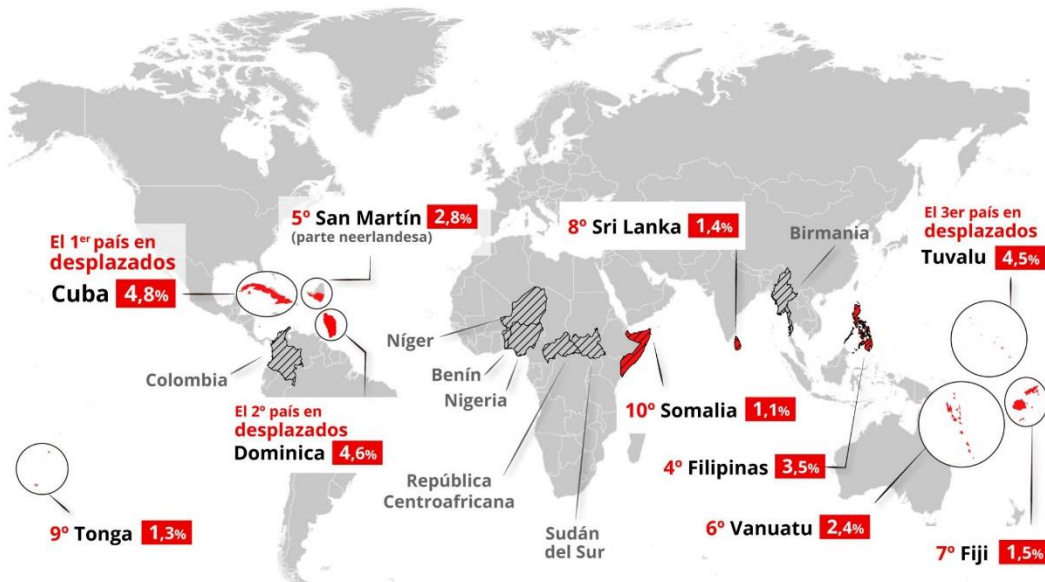 5º San Martín 2,8%
(parte neerlandesa)
El 1er país en
desplazados
Cuba 4,8%
8º Sri Lanka 1,4%
Birmania
El 3er país en
desplazados
Tuvalu 4,5%
Colombia
Níger
Benín
Nigeria
El 2º país en
desplazados
Dominica 4,6%
10º Somalia 1,1%
4º Filipinas 3,5%
República
Centroafricana
Sudán
del Sur
9º Tonga 1,3%
6º Vanuatu 2,4%
7º Fiji 1,5%